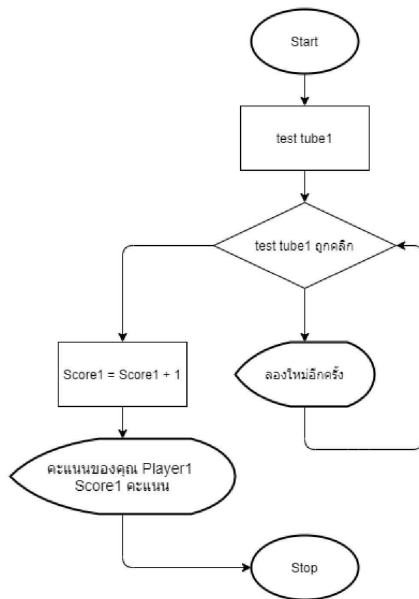 Start
test tube1
test tube1 ถูกคลิก
Score1 = Score1 + 1
ลองใหม่อีกครั้ง
คะแนนของคุณ Player1
Score1 คะแนน
Stop